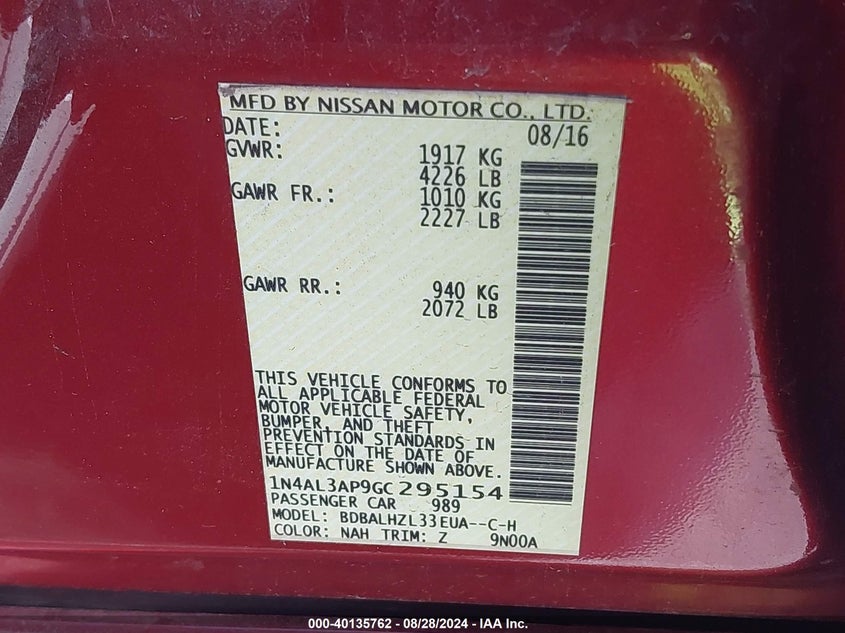 MFD BY NISSAN MOTOR CO., LTD.
DATE: 08/16
GVWR: 1917 KG
4226 LB
GAWR FR.: 1010 KG
2227 LB
GAWR RR.: 940 KG
2072 LB
THIS VEHICLE CONFORMS TO
ALL APPLICABLE FEDERAL
MOTOR VEHICLE SAFETY,
BUMPER, AND THEFT
PREVENTION STANDARDS IN
EFFECT ON THE DATE OF
MANUFACTURE SHOWN ABOVE.
1N4AL3AP9GC295154
PASSENGER CAR 989
MODEL: BDBALHZL33EUA--C-H
COLOR: NAH TRIM: Z 9N00A
000-40135762 - 08/28/2024 - IAA Inc.